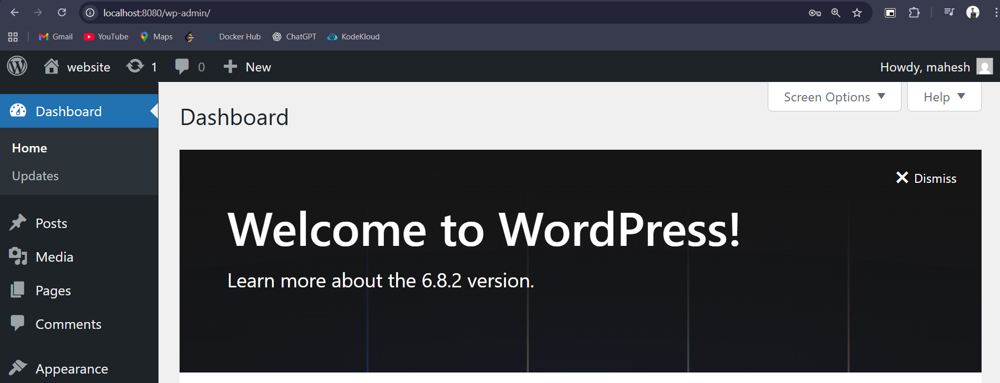 localhost:8080/wp-admin/
Gmail YouTube Maps Docker Hub ChatGPT KodeKloud
website 1 0 New Howdy, mahesh
Screen Options Help
Dashboard
Dashboard
Home
Updates
Dismiss
Posts
Welcome to WordPress!
Media
Learn more about the 6.8.2 version.
Pages
Comments
Appearance